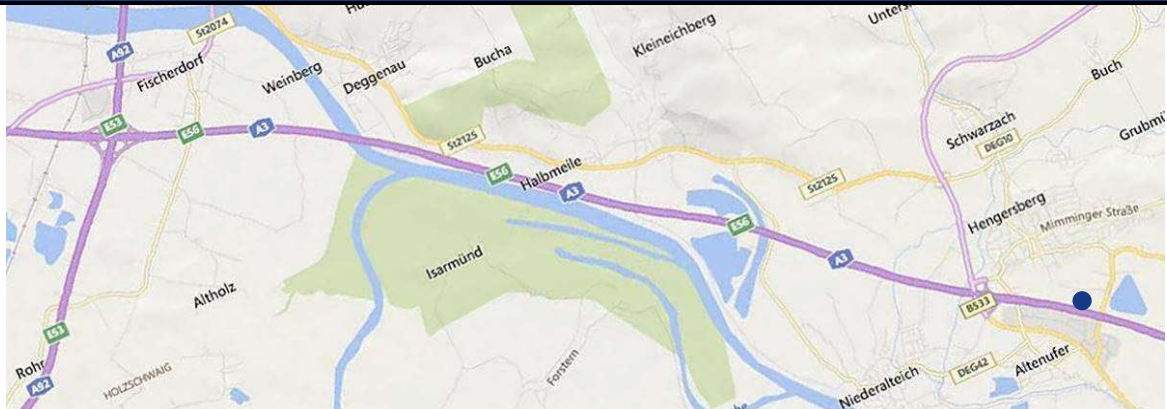 St2074
A92
Fischerdorf
Weinberg
Deggenau
Bucha
Kleineichberg
Buch
E53
E56
A3
St2125
E56
Halbmeile
A3
St2125
Schwarzach
DEG10
E56
Hengersberg
Mimminger Straße
A3
Isarmünd
Altholz
B533
E53
Rohr
A92
HOLZSCHWAIG
Forstern
Niederalteich
DEG42
Altenufer